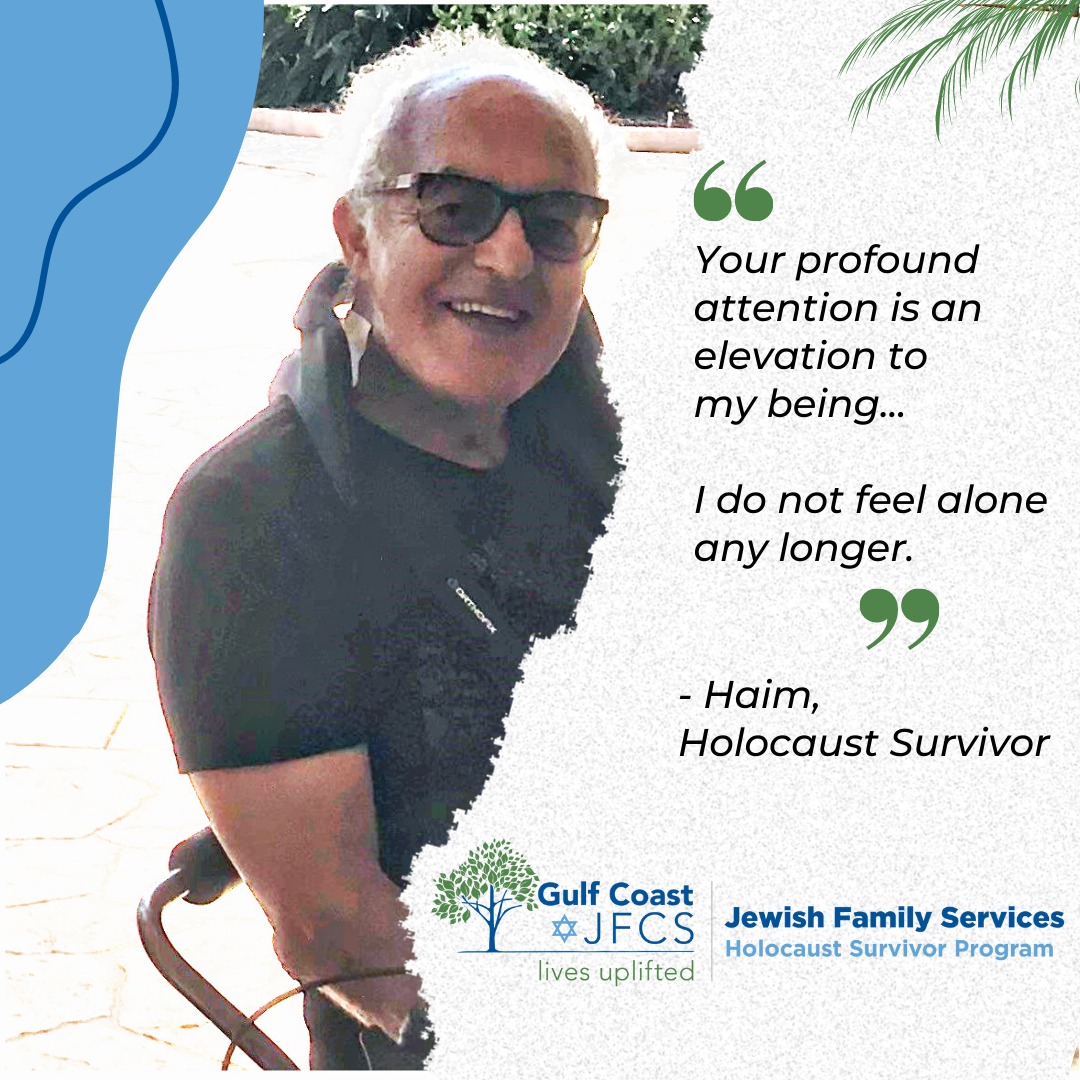 “
Your profound
attention is an
elevation to
my being...
I do not feel alone
any longer.
”
- Haim,
Holocaust Survivor
ORTHOFIX
Gulf Coast
JFCS
lives uplifted
Jewish Family Services
Holocaust Survivor Program